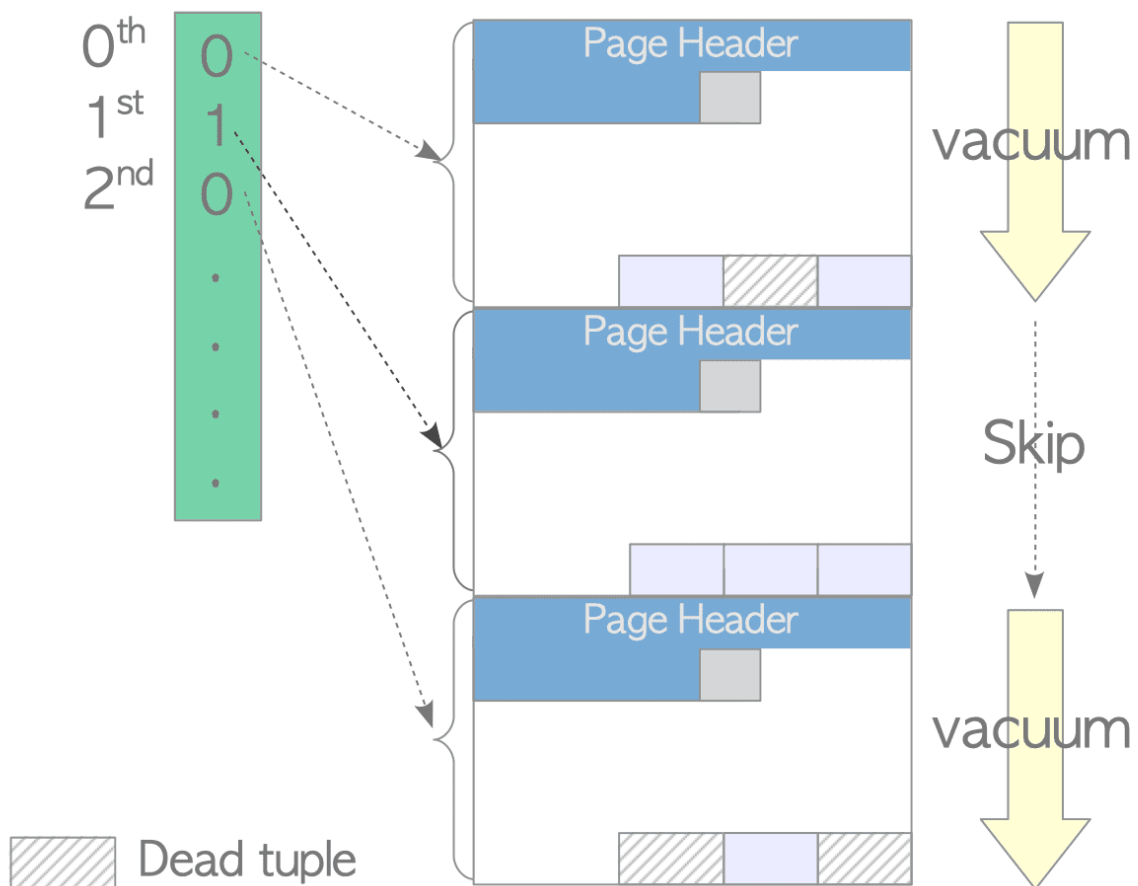 0th 0
1st 1
2nd 0
.
.
.
.
Page Header
vacuum
Page Header
Skip
Page Header
vacuum
Dead tuple